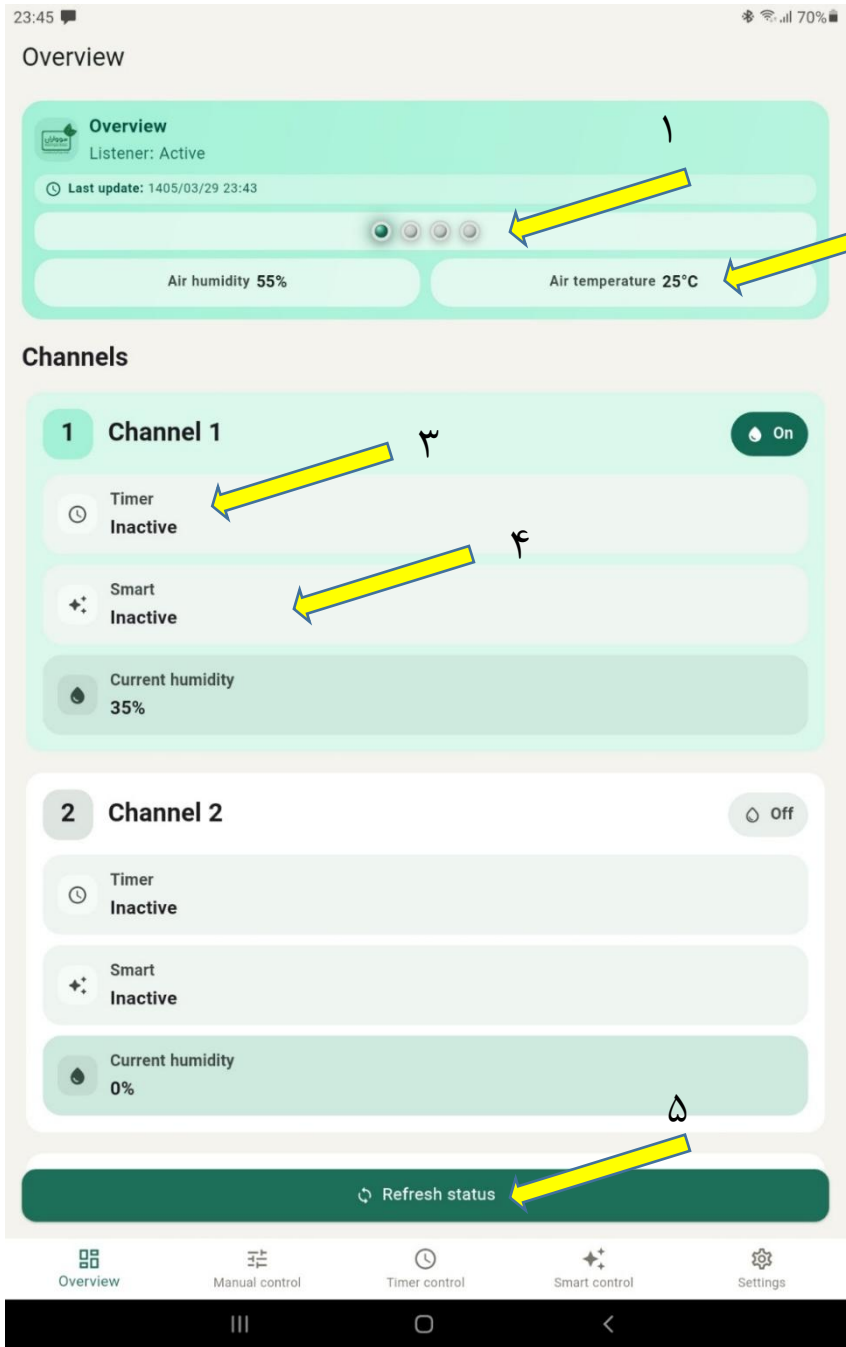 23:45
70%
Overview
Overview
Listener: Active
۱
Last update: 1405/03/29 23:43
Air humidity 55%
Air temperature 25°C
Channels
1 Channel 1
On
۳
Timer
Inactive
۴
Smart
Inactive
Current humidity
35%
2 Channel 2
Off
Timer
Inactive
Smart
Inactive
Current humidity
0%
۵
Refresh status
Overview
Manual control
Timer control
Smart control
Settings